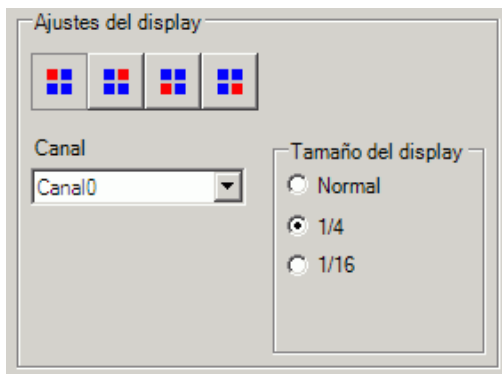 Ajustes del display
Canal
Canal0
Tamaño del display
Normal
1/4
1/16